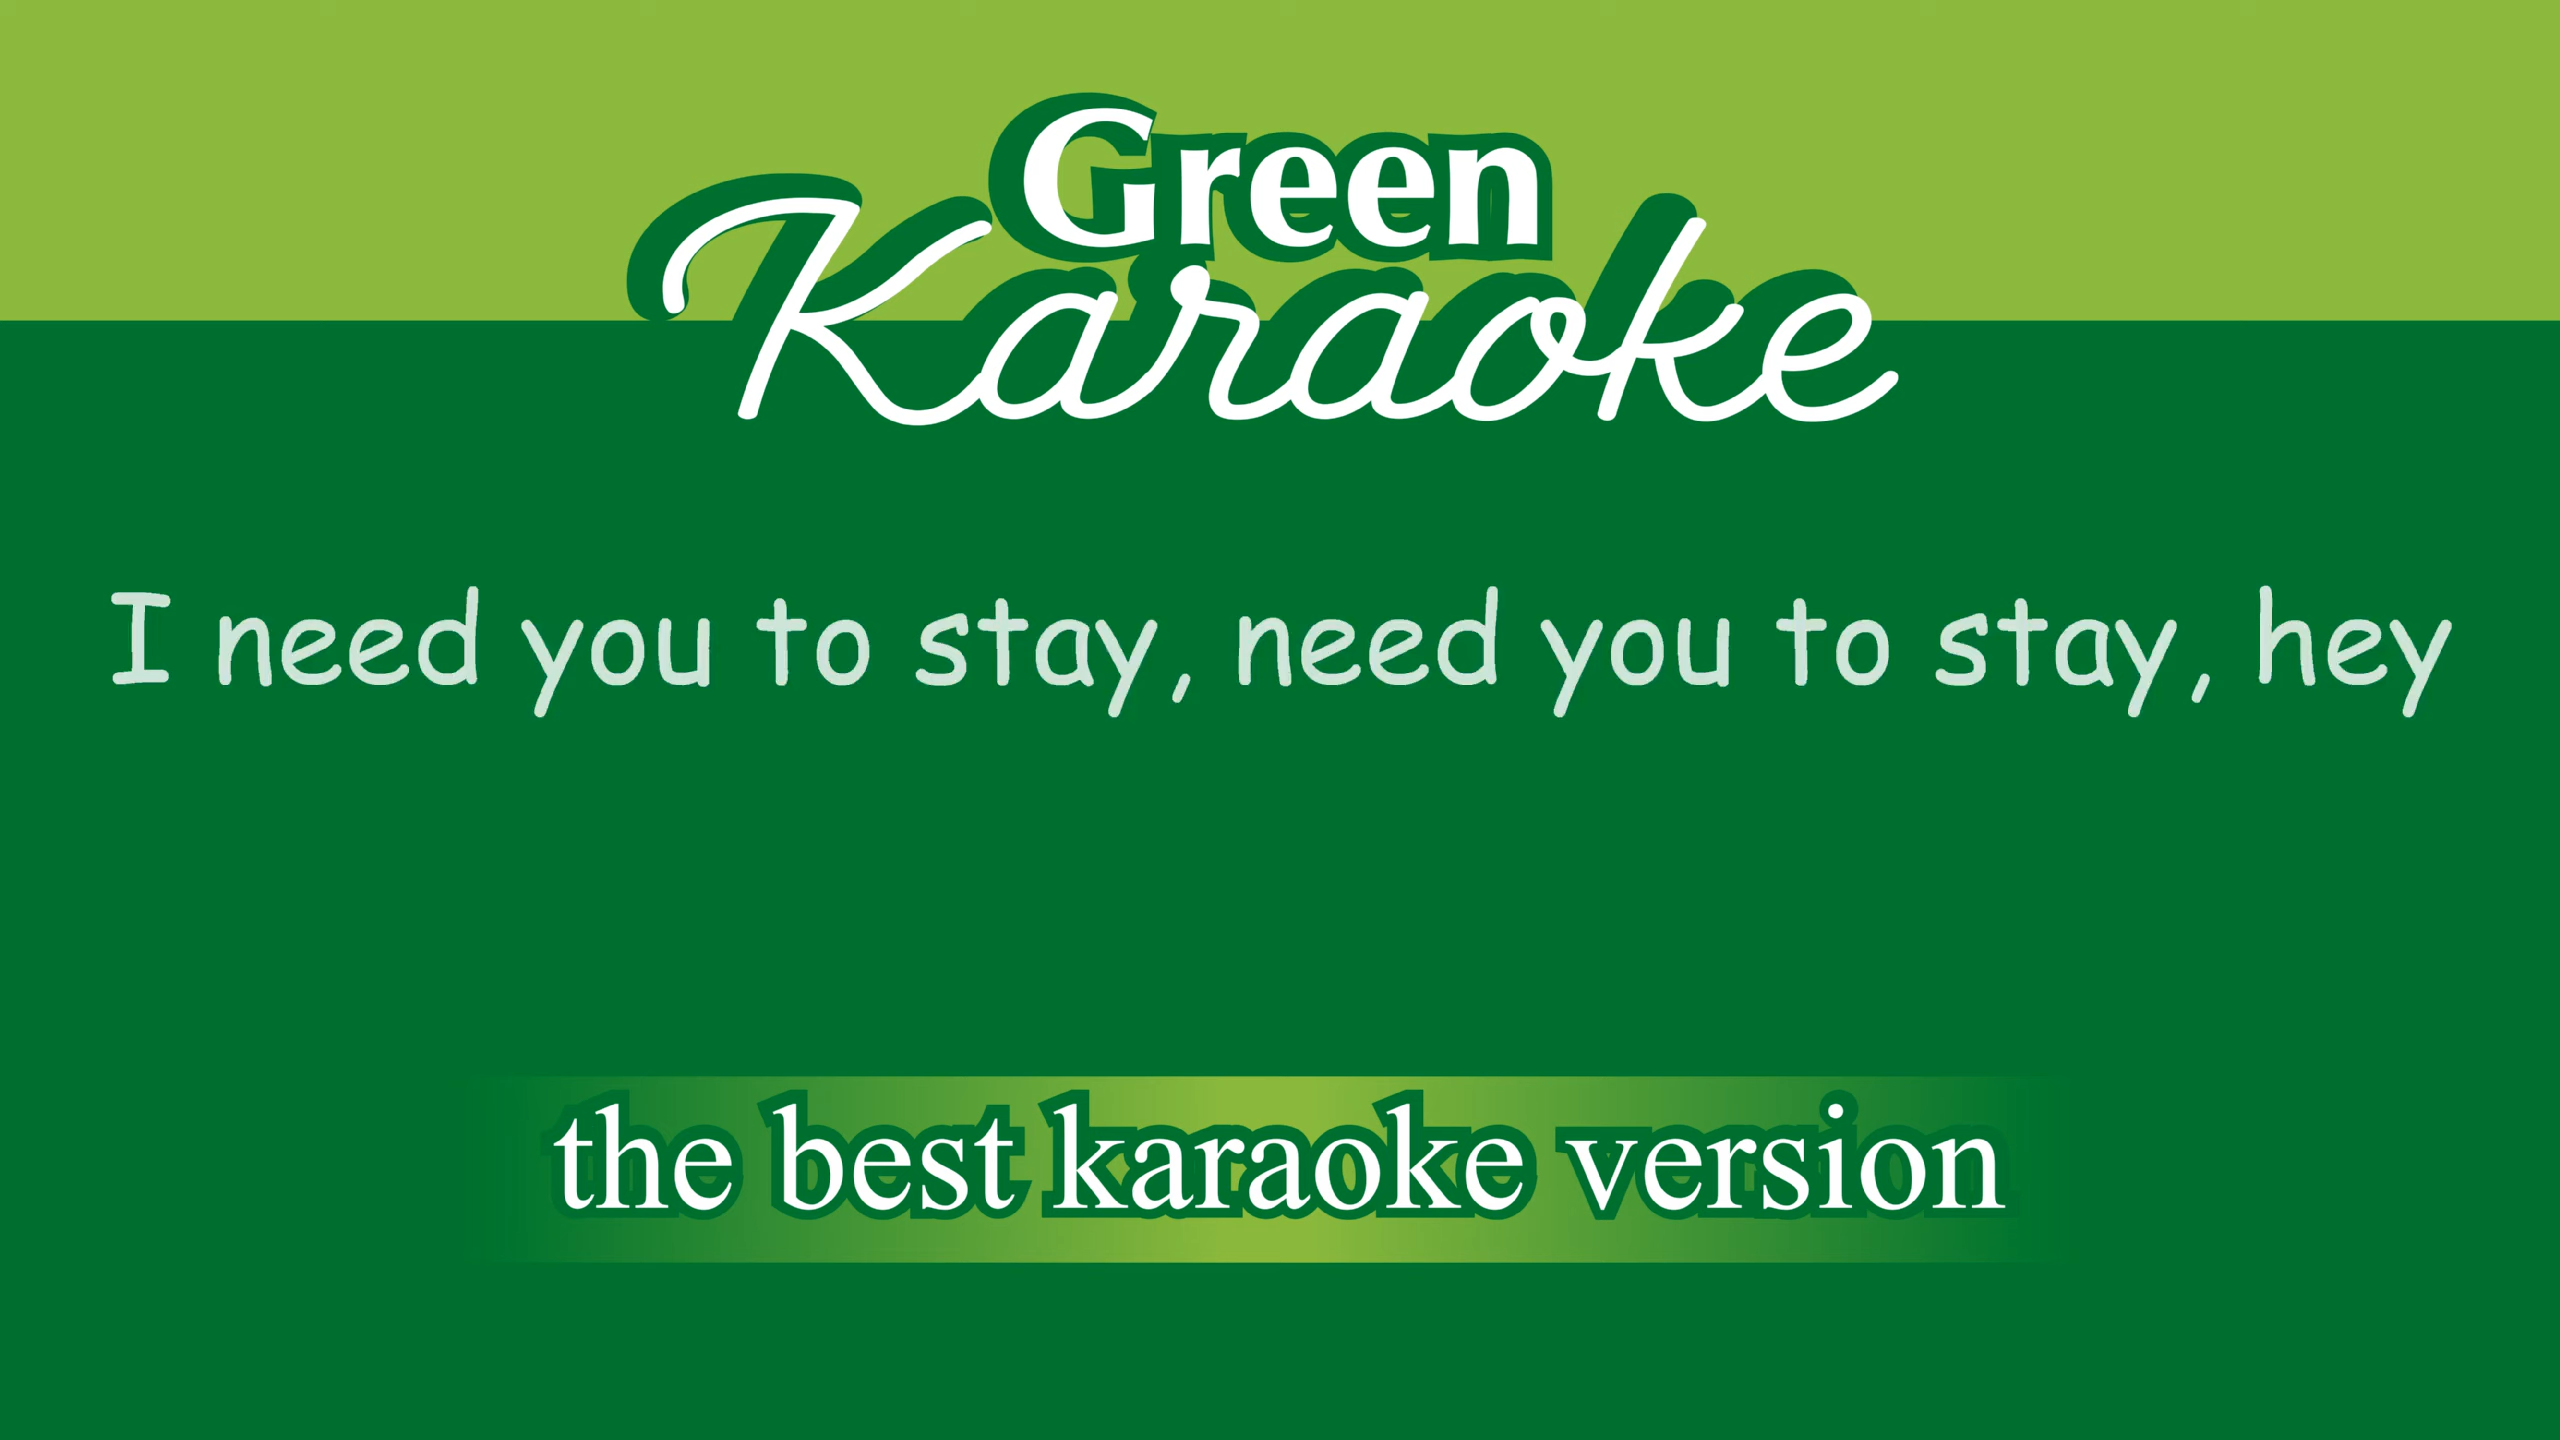 Green
Karaoke
I need you to stay, need you to stay, hey
the best karaoke version